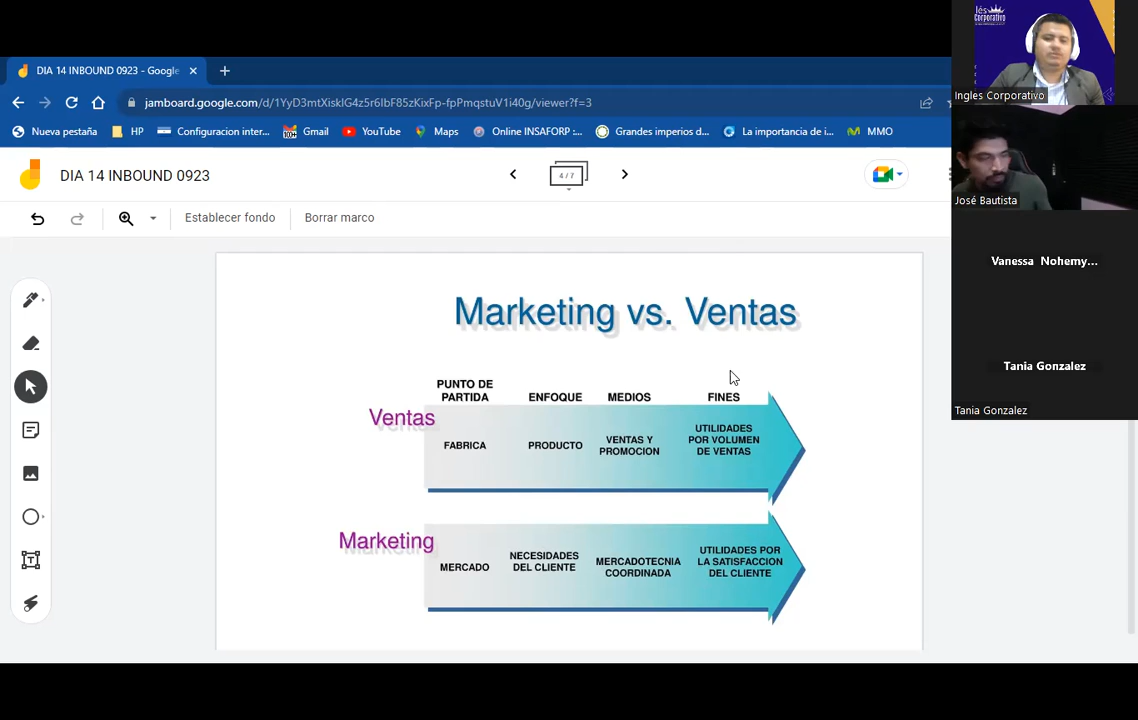 DIA 14 INBOUND 0923 - Google
jamboard.google.com/d/1YyD3mtXiskIG4z5r6IbF85zKixFp-fpPmqstuV1i40g/viewer?f=3
Nueva pestaña
HP
Configuracion inter...
100+
Gmail
YouTube
Maps
Online INSAFORP :...
Grandes imperios d...
La importancia de i...
MMO
DIA 14 INBOUND 0923
4 / 7
Establecer fondo
Borrar marco
Marketing vs. Ventas
PUNTO DE
PARTIDA
ENFOQUE
MEDIOS
FINES
Ventas
FABRICA
PRODUCTO
VENTAS Y
PROMOCION
UTILIDADES
POR VOLUMEN
DE VENTAS
Marketing
MERCADO
NECESIDADES
DEL CLIENTE
MERCADOTECNIA
COORDINADA
UTILIDADES POR
LA SATISFACCION
DEL CLIENTE
lés
Corporativo
Ingles Corporativo
José Bautista
Vanessa Nohemy...
Tania Gonzalez
Tania Gonzalez